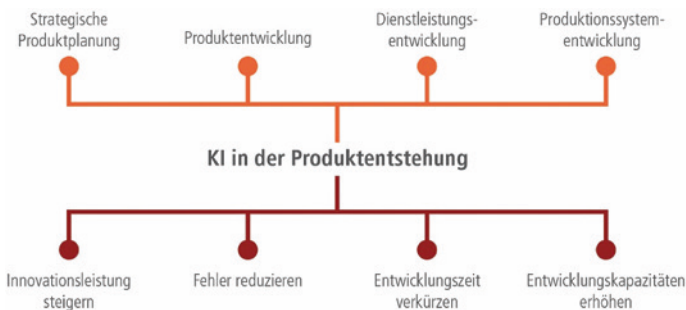 Strategische
Produktplanung
Produktentwicklung
Dienstleistungs-
entwicklung
Produktionssystem-
entwicklung
KI in der Produktentstehung
Innovationsleistung
steigern
Fehler reduzieren
Entwicklungszeit
verkürzen
Entwicklungskapazitäten
erhöhen